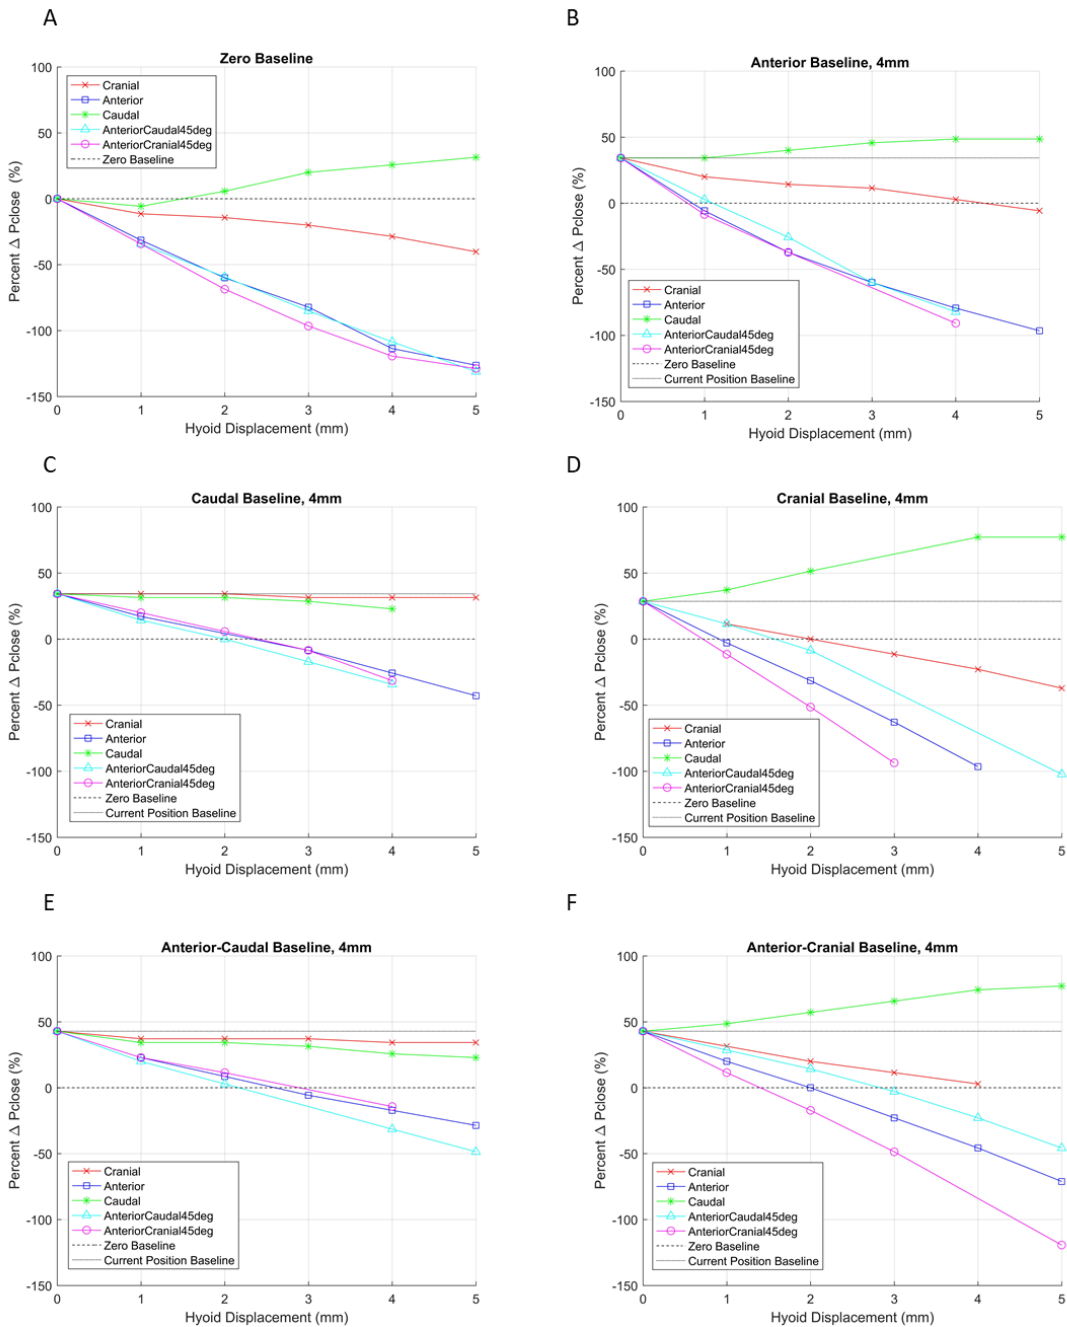 A
Zero Baseline
100
50
0
-50
-100
-150
Percent Δ Pclose (%)
Cranial
Anterior
Caudal
AnteriorCaudal45deg
AnteriorCranial45deg
Zero Baseline
0 1 2 3 4 5
Hyoid Displacement (mm)
B
Anterior Baseline, 4mm
100
50
0
-50
-100
-150
Percent Δ Pclose (%)
Cranial
Anterior
Caudal
AnteriorCaudal45deg
AnteriorCranial45deg
Zero Baseline
Current Position Baseline
0 1 2 3 4 5
Hyoid Displacement (mm)
C
Caudal Baseline, 4mm
100
50
0
-50
-100
-150
Percent Δ Pclose (%)
Cranial
Anterior
Caudal
AnteriorCaudal45deg
AnteriorCranial45deg
Zero Baseline
Current Position Baseline
0 1 2 3 4 5
Hyoid Displacement (mm)
D
Cranial Baseline, 4mm
100
50
0
-50
-100
-150
Percent Δ Pclose (%)
Cranial
Anterior
Caudal
AnteriorCaudal45deg
AnteriorCranial45deg
Zero Baseline
Current Position Baseline
0 1 2 3 4 5
Hyoid Displacement (mm)
E
Anterior-Caudal Baseline, 4mm
100
50
0
-50
-100
-150
Percent Δ Pclose (%)
Cranial
Anterior
Caudal
AnteriorCaudal45deg
AnteriorCranial45deg
Zero Baseline
Current Position Baseline
0 1 2 3 4 5
Hyoid Displacement (mm)
F
Anterior-Cranial Baseline, 4mm
100
50
0
-50
-100
-150
Percent Δ Pclose (%)
Cranial
Anterior
Caudal
AnteriorCaudal45deg
AnteriorCranial45deg
Zero Baseline
Current Position Baseline
0 1 2 3 4 5
Hyoid Displacement (mm)